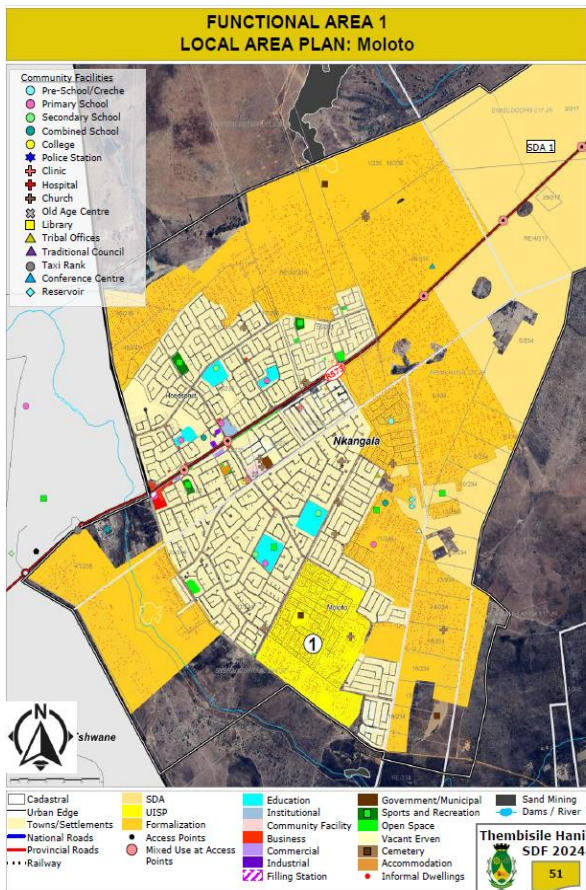 FUNCTIONAL AREA 1
LOCAL AREA PLAN: Moloto
Community Facilities
Pre-School/Creche
Primary School
Secondary School
Combined School
College
Police Station
Clinic
Hospital
Church
Old Age Centre
Library
Tribal Offices
Traditional Council
Taxi Rank
Conference Centre
Reservoir
SDA 1
R573
Nkangala
Moloto
1
N
shwane
Cadastral
Urban Edge
Towns/Settlements
National Roads
Provincial Roads
Railway
SDA
UISP
Formalization
Access Points
Mixed Use at Access
Points
Education
Institutional
Community Facility
Business
Commercial
Industrial
Filling Station
Government/Municipal
Sports and Recreation
Open Space
Vacant Erven
Cemetery
Accommodation
Informal Dwellings
Sand Mining
Dams / River
Thembisile Hani
SDF 2024
51